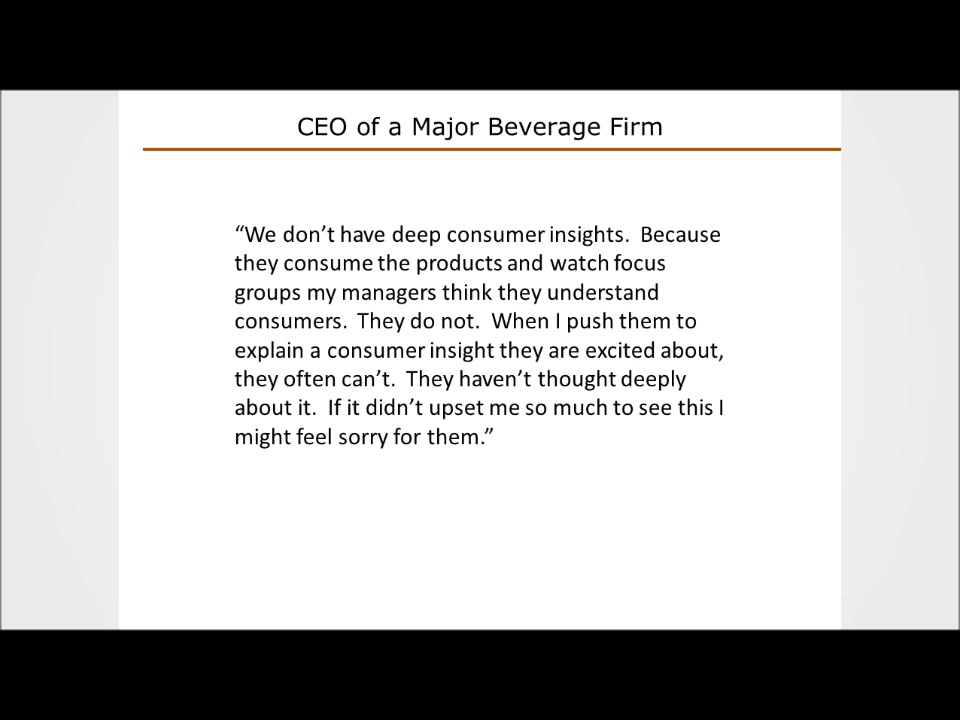 CEO of a Major Beverage Firm
“We don’t have deep consumer insights.  Because
they consume the products and watch focus
groups my managers think they understand
consumers.  They do not.  When I push them to
explain a consumer insight they are excited about,
they often can’t.  They haven’t thought deeply
about it.  If it didn’t upset me so much to see this I
might feel sorry for them.”